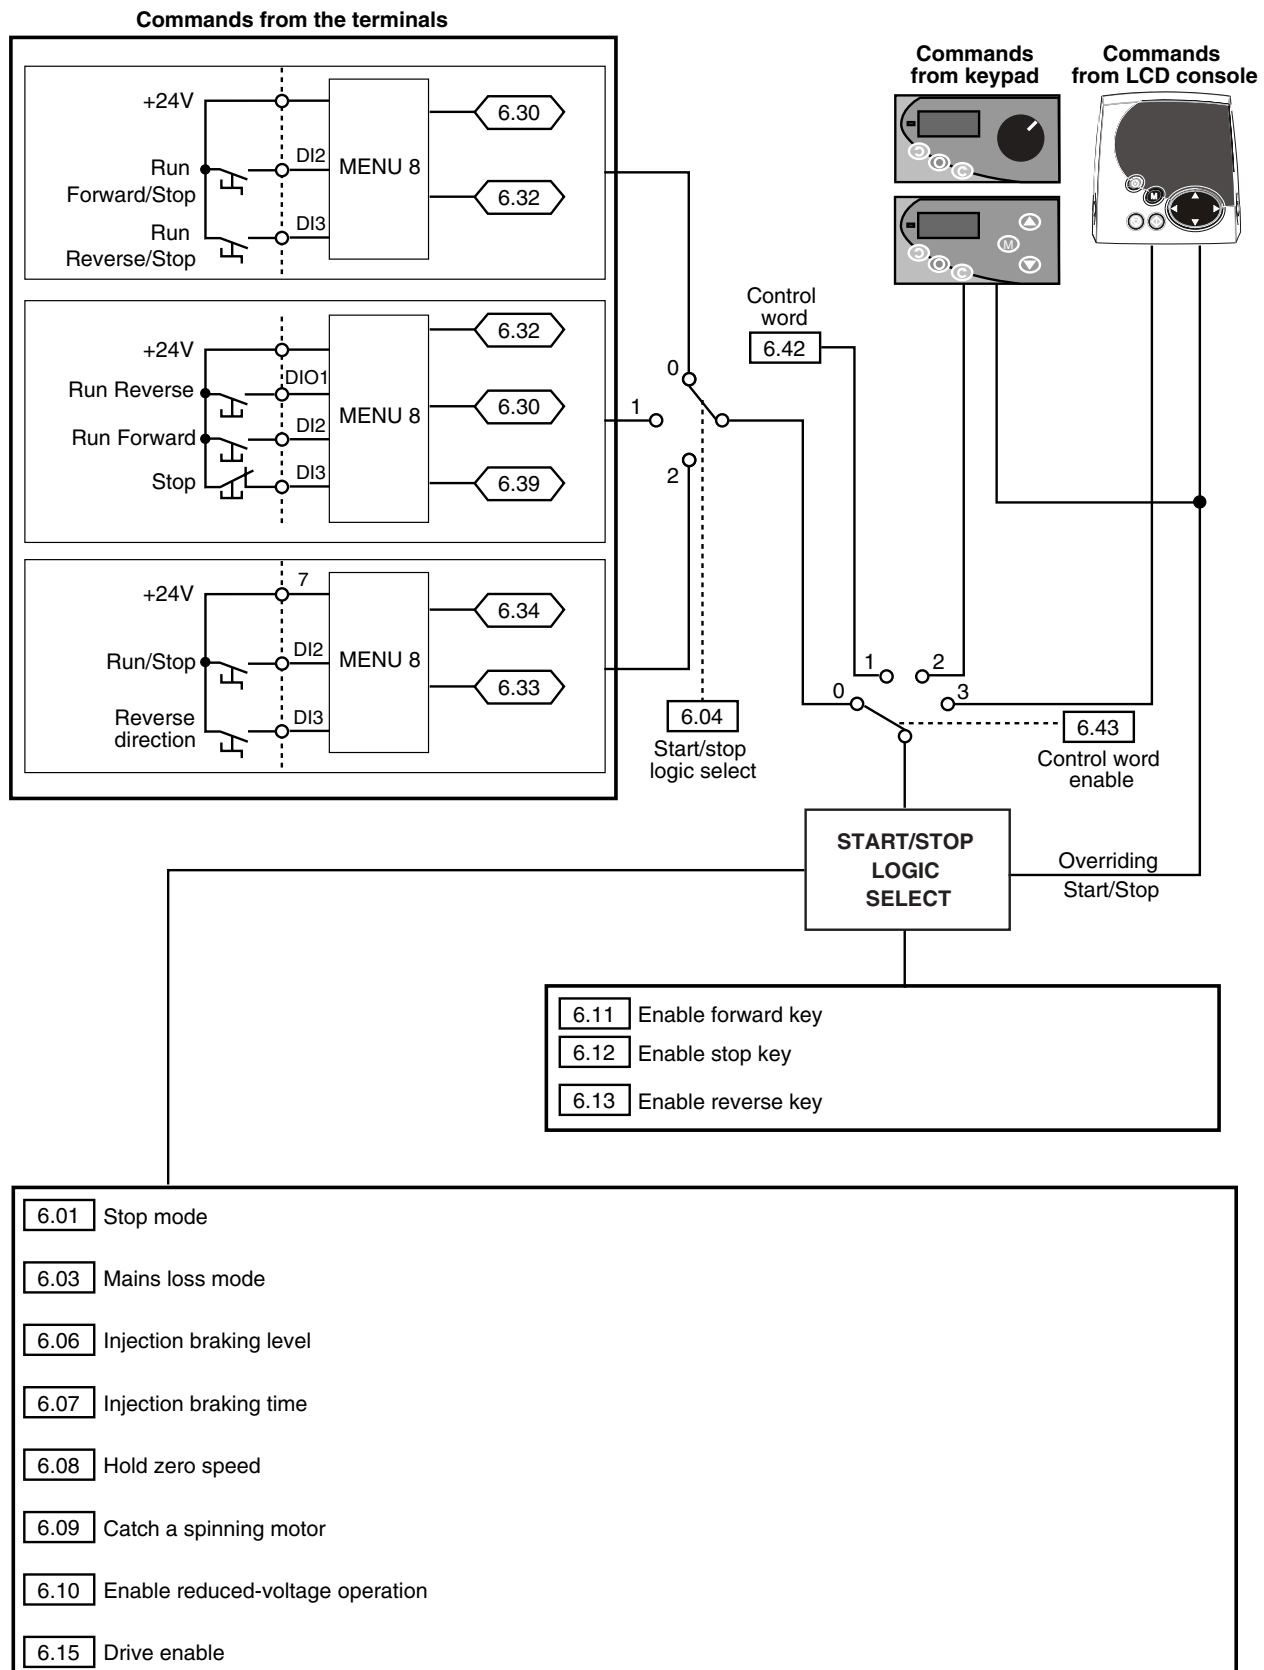 Commands from the terminals
+24V
Run
Forward/Stop
Run
Reverse/Stop
DI2
DI3
MENU 8
6.30
6.32
+24V
Run Reverse
Run Forward
Stop
DIO1
DI2
DI3
MENU 8
6.32
6.30
6.39
+24V
Run/Stop
Reverse
direction
7
DI2
DI3
MENU 8
6.34
6.33
0
1
2
6.04
Start/stop
logic select
Control
word
6.42
Commands
from keypad
C
M
C
Commands
from LCD console
M
0
1
2
3
6.43
Control word
enable
START/STOP
LOGIC
SELECT
Overriding
Start/Stop
6.11 Enable forward key
6.12 Enable stop key
6.13 Enable reverse key
6.01 Stop mode
6.03 Mains loss mode
6.06 Injection braking level
6.07 Injection braking time
6.08 Hold zero speed
6.09 Catch a spinning motor
6.10 Enable reduced-voltage operation
6.15 Drive enable